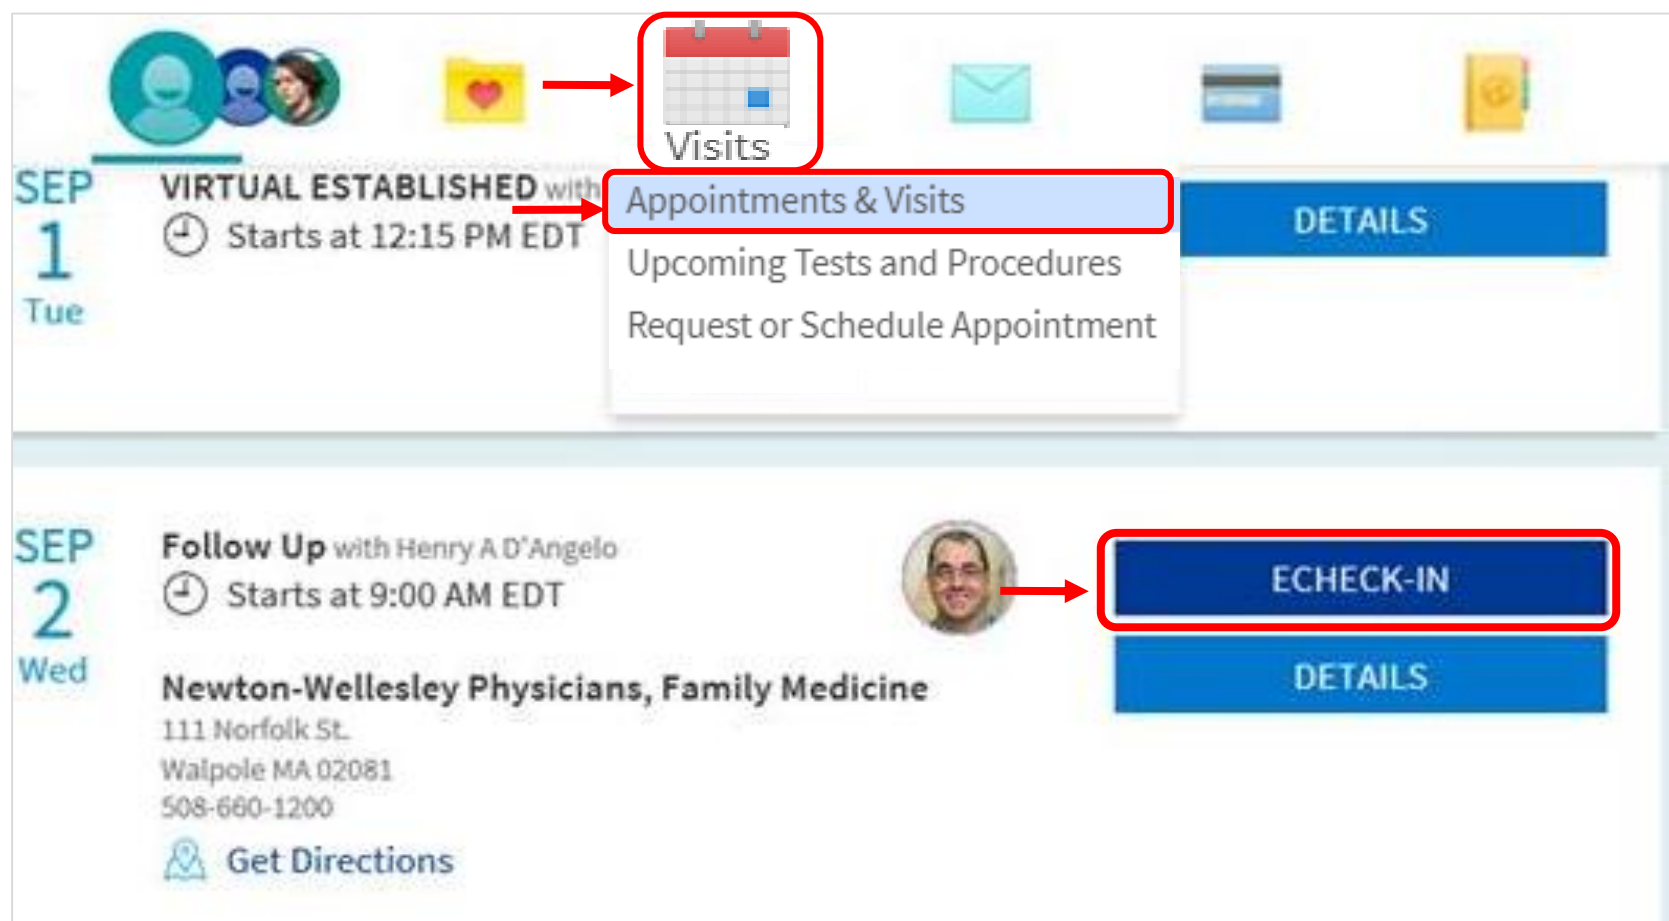 Visits
SEP
1
Tue
VIRTUAL ESTABLISHED with
Starts at 12:15 PM EDT
Appointments & Visits
Upcoming Tests and Procedures
Request or Schedule Appointment
DETAILS
SEP
2
Wed
Follow Up with Henry A D'Angelo
Starts at 9:00 AM EDT
Newton-Wellesley Physicians, Family Medicine
111 Norfolk St.
Walpole MA 02081
508-660-1200
Get Directions
ECHECK-IN
DETAILS